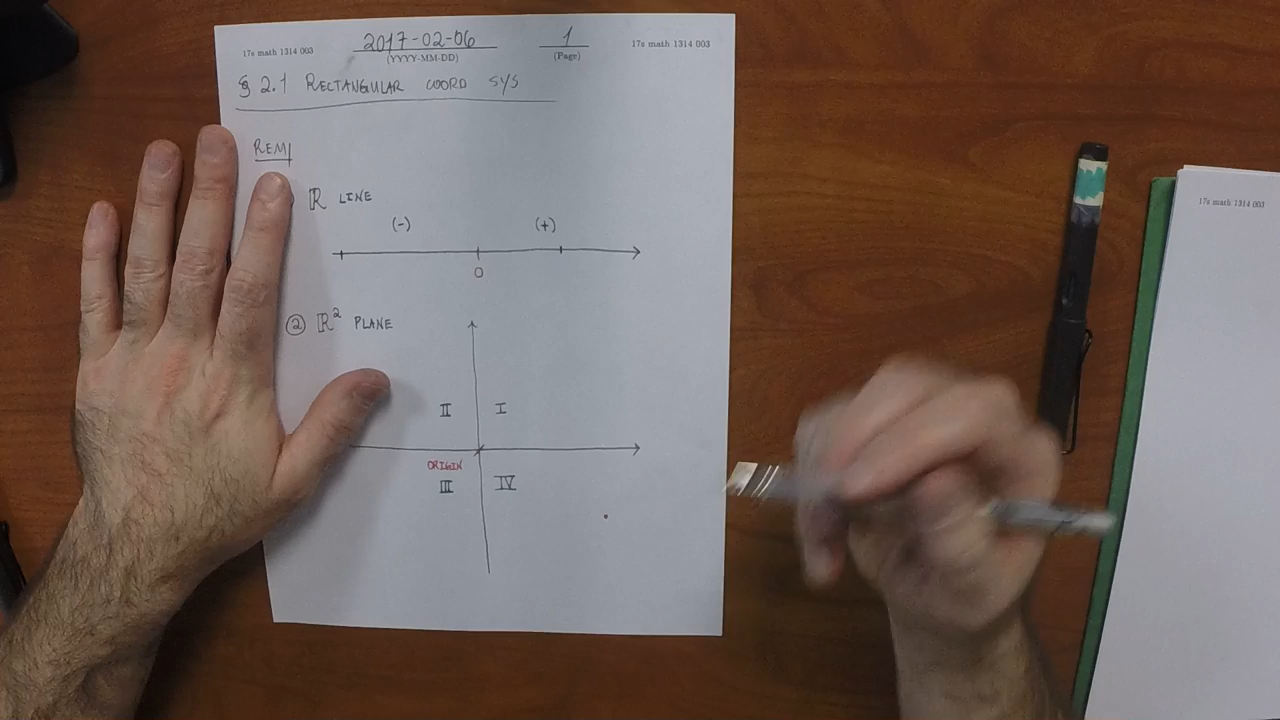 17s math 1314 003 2017-02-06 1 17s math 1314 003
(YYYY-MM-DD) (Page)
§ 2.1 RECTANGULAR COORD SYS
REM
ℝ LINE
(-) (+)
0
② ℝ² PLANE
II I
ORIGIN
III IV
17s math 1314 003